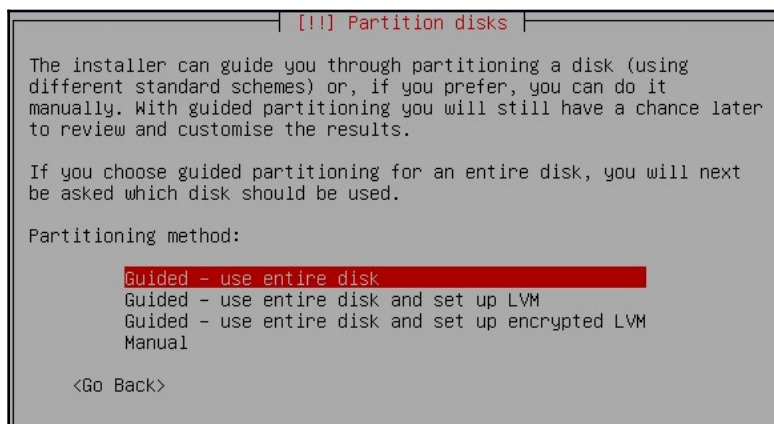 [!!] Partition disks
The installer can guide you through partitioning a disk (using
different standard schemes) or, if you prefer, you can do it
manually. With guided partitioning you will still have a chance later
to review and customise the results.
If you choose guided partitioning for an entire disk, you will next
be asked which disk should be used.
Partitioning method:
Guided - use entire disk
Guided - use entire disk and set up LVM
Guided - use entire disk and set up encrypted LVM
Manual
<Go Back>